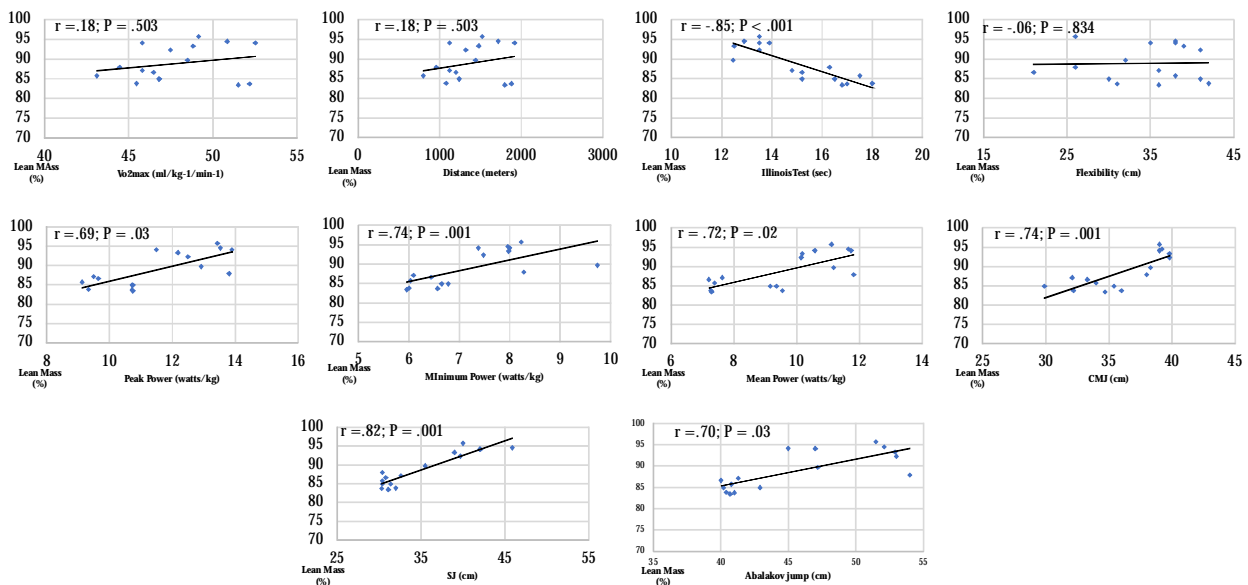 r =.18; P = .503
100
95
90
85
80
75
70
40 45 50 55
Lean MAss
(%)
Vo2max (ml/kg-1/min-1)
r =.18; P = .503
100
95
90
85
80
75
70
0 1000 2000 3000
Lean Mass
(%)
Distance (meters)
r =-.85; P < .001
100
95
90
85
80
75
70
10 12 14 16 18 20
Lean Mass
(%)
IllinoisTest (sec)
r =-.06; P = .834
100
95
90
85
80
75
70
15 25 35 45
Lean Mass
(%)
Flexibility (cm)
r =.69; P = .03
100
95
90
85
80
75
70
8 10 12 14 16
Lean Mass
(%)
Peak Power (watts/kg)
r =.74; P = .001
100
95
90
85
80
75
70
5 6 7 8 9 10
Lean Mass
(%)
MInimum Power (watts/kg)
r =.72; P = .02
100
95
90
85
80
75
70
6 8 10 12 14
Lean Mass
(%)
Mean Power (watts/kg)
r =.74; P = .001
100
95
90
85
80
75
70
25 30 35 40 45
Lean Mass
(%)
CMJ (cm)
r =.82; P = .001
100
95
90
85
80
75
70
25 35 45 55
Lean Mass
(%)
SJ (cm)
r =.70; P = .03
100
95
90
85
80
75
70
35 40 45 50 55
Lean Mass
(%)
Abalakov jump (cm)